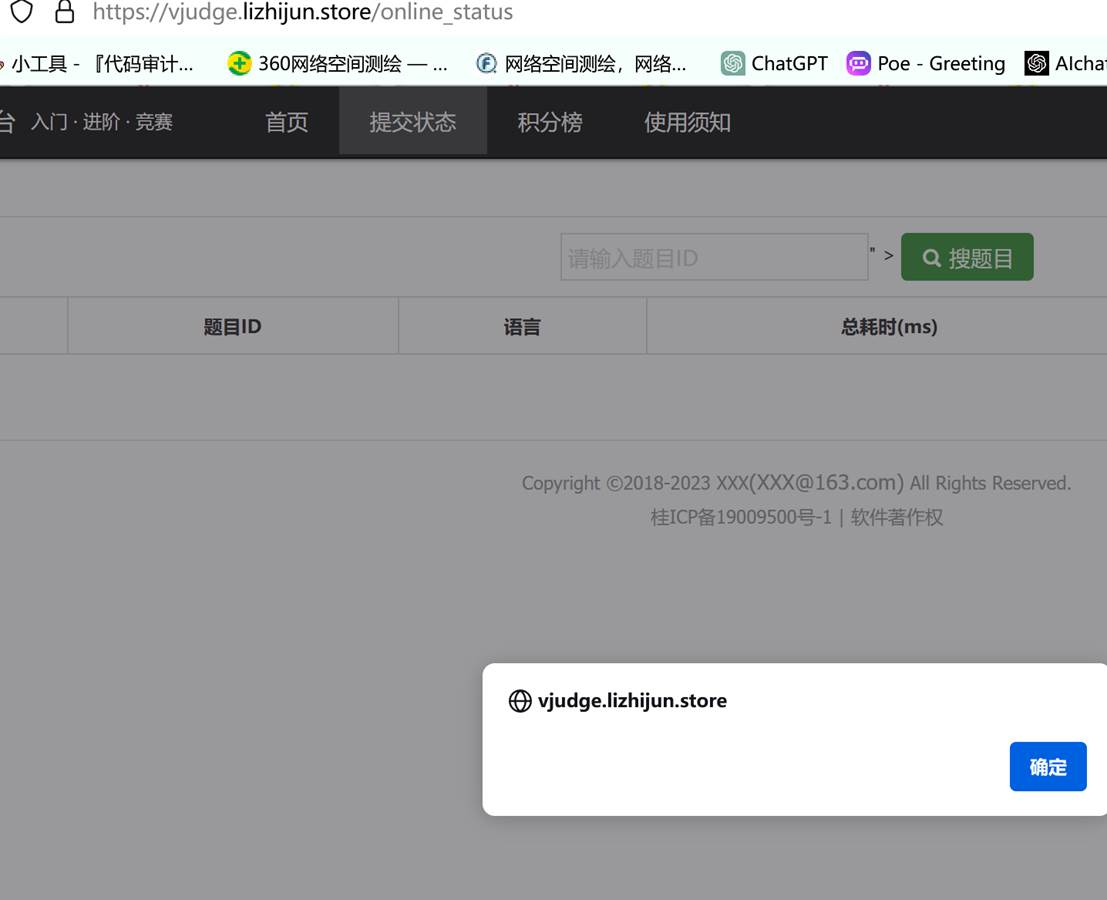 https://vjudge.lizhijun.store/online_status
小工具 - 『代码审计... 360网络空间测绘 — ... 网络空间测绘，网络... ChatGPT Poe - Greeting AIchat
台 入门 · 进阶 · 竞赛 首页 提交状态 积分榜 使用须知
请输入题目ID " > 搜题目
题目ID 语言 总耗时(ms)
Copyright ©2018-2023 XXX(XXX@163.com) All Rights Reserved.
桂ICP备19009500号-1 | 软件著作权
vjudge.lizhijun.store
确定